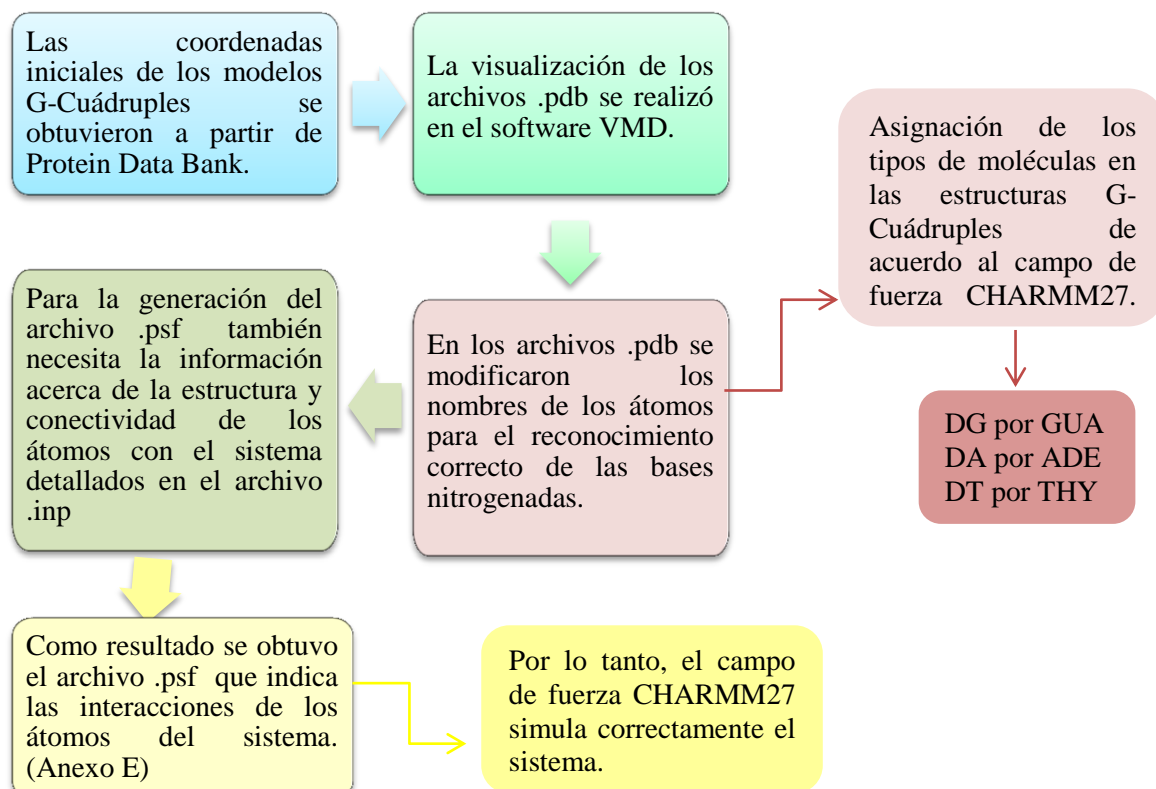 Las coordenadas
iniciales de los modelos
G-Cuádruples se
obtuvieron a partir de
Protein Data Bank.
La visualización de los
archivos .pdb se realizó
en el software VMD.
Asignación de los
tipos de moléculas en
las estructuras G-
Cuádruples de
acuerdo al campo de
fuerza CHARMM27.
Para la generación del
archivo .psf también
necesita la información
acerca de la estructura y
conectividad de los
átomos con el sistema
detallados en el archivo
.inp
En los archivos .pdb se
modificaron los
nombres de los átomos
para el reconocimiento
correcto de las bases
nitrogenadas.
DG por GUA
DA por ADE
DT por THY
Como resultado se obtuvo
el archivo .psf que indica
las interacciones de los
átomos del sistema.
(Anexo E)
Por lo tanto, el campo
de fuerza CHARMM27
simula correctamente el
sistema.